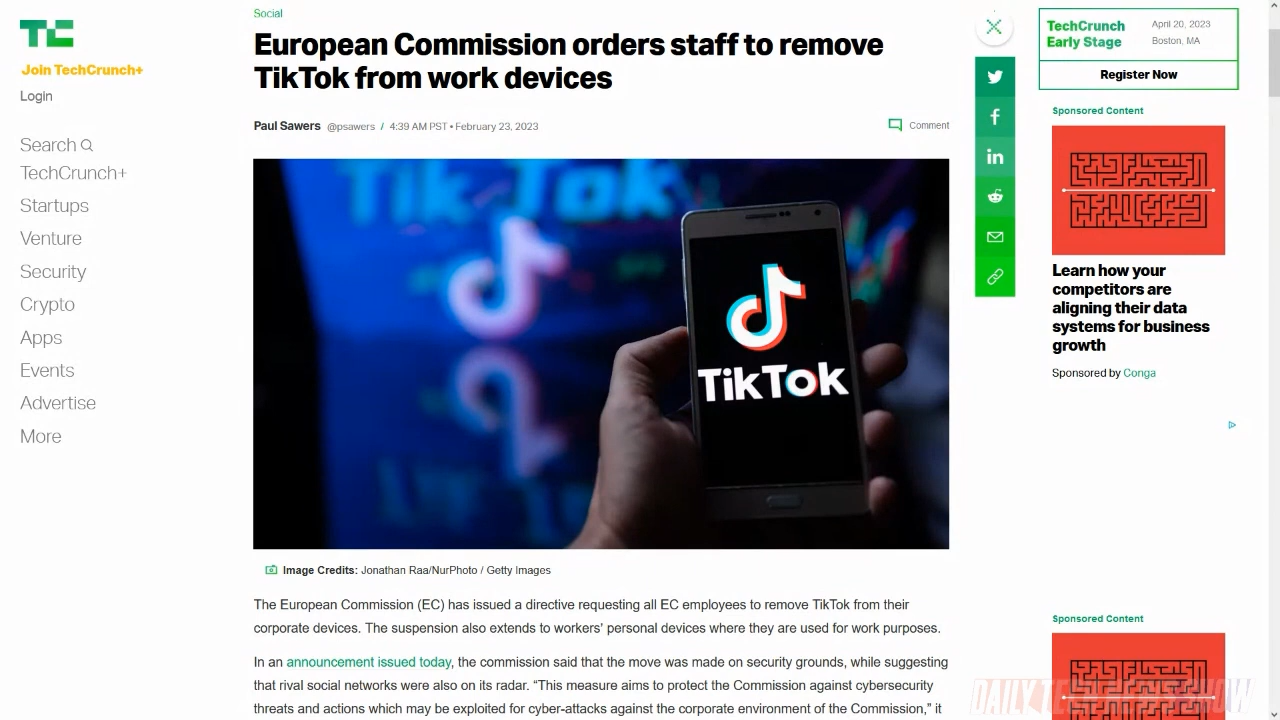 TC
Join TechCrunch+
Login
Search
TechCrunch+
Startups
Venture
Security
Crypto
Apps
Events
Advertise
More
Social
European Commission orders staff to remove
TikTok from work devices
Paul Sawers @psawers / 4:39 AM PST • February 23, 2023
Comment
TikTok
TikTok
Image Credits: Jonathan Raa/NurPhoto / Getty Images
The European Commission (EC) has issued a directive requesting all EC employees to remove TikTok from their
corporate devices. The suspension also extends to workers’ personal devices where they are used for work purposes.
In an announcement issued today, the commission said that the move was made on security grounds, while suggesting
that rival social networks were also on its radar. “This measure aims to protect the Commission against cybersecurity
threats and actions which may be exploited for cyber-attacks against the corporate environment of the Commission,” it
f
in
TechCrunch
Early Stage
April 20, 2023
Boston, MA
Register Now
Sponsored Content
Learn how your
competitors are
aligning their data
systems for business
growth
Sponsored by Conga
Sponsored Content
DAILY TECH NEWS SHOW